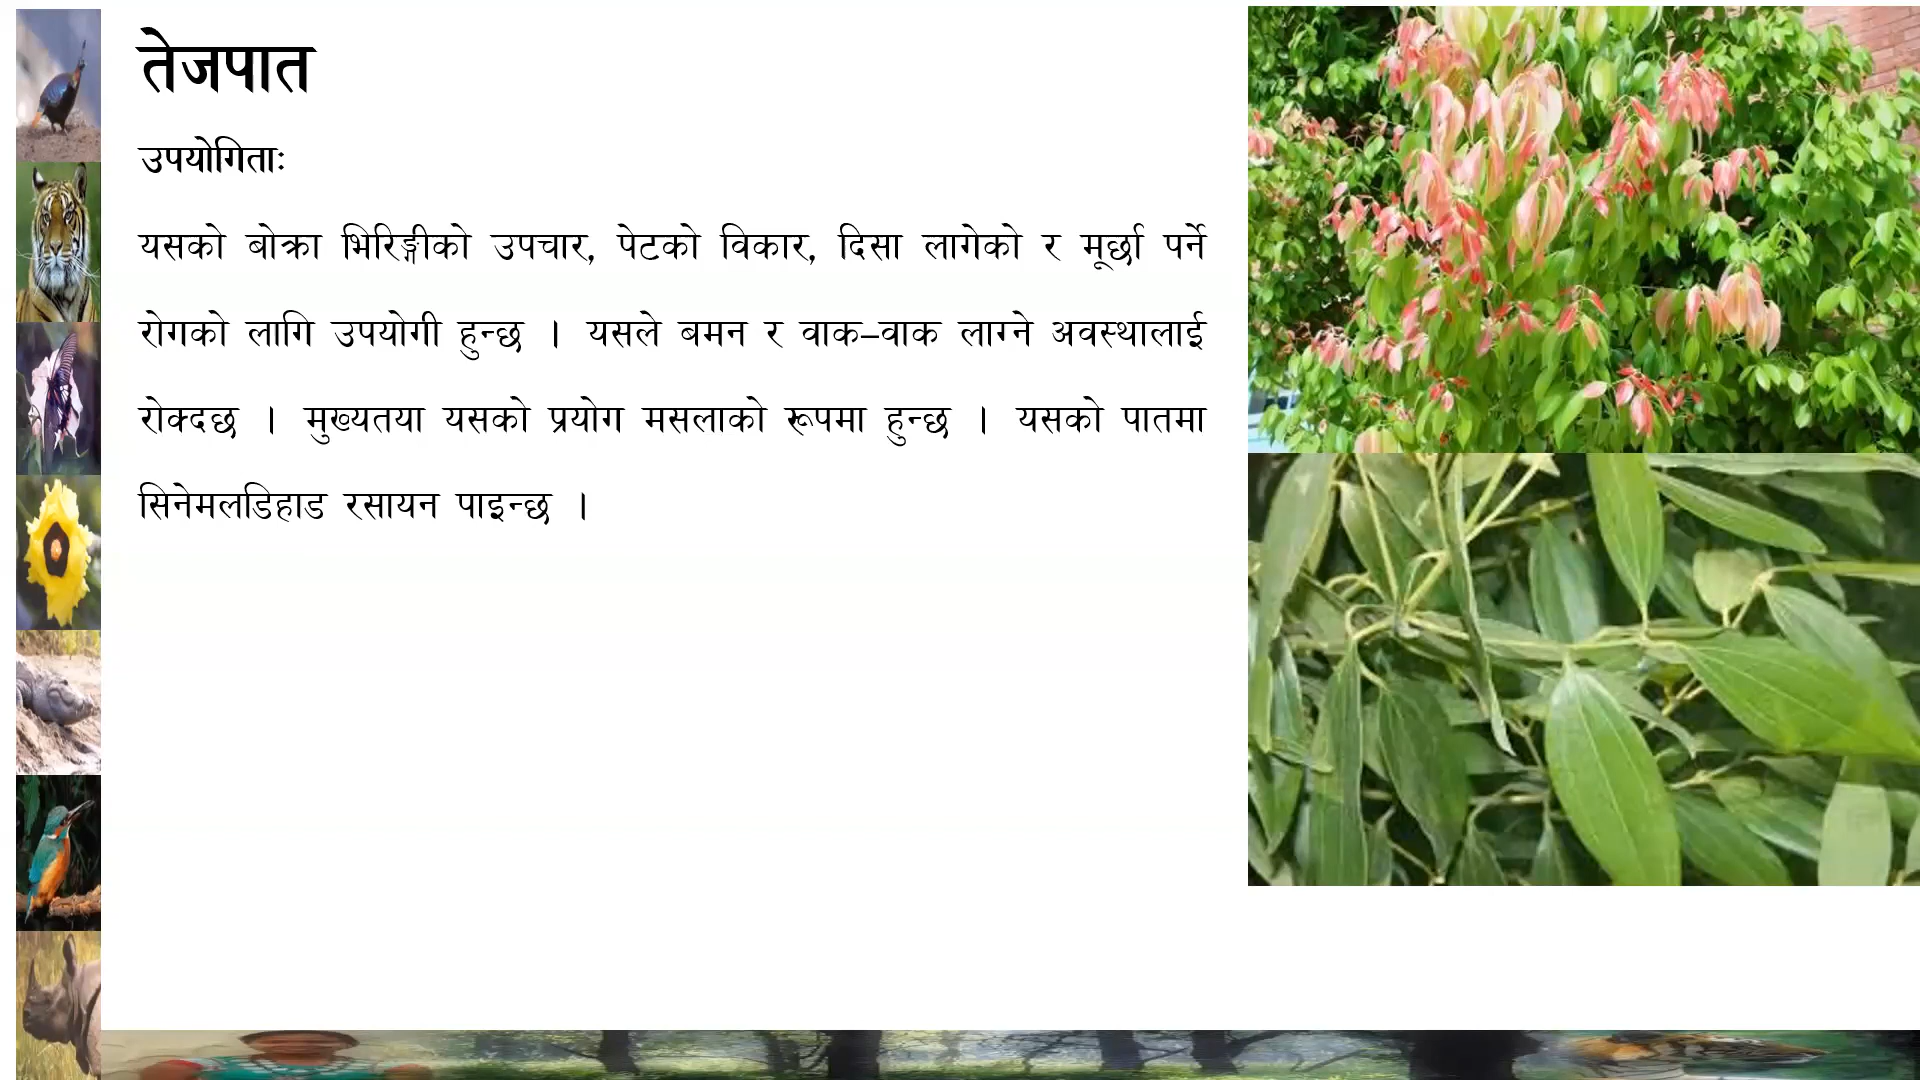 तेजपात
उपयोगिताः
यसको बोक्रा भिरिङ्गीको उपचार, पेटको विकार, दिसा लागेको र मूर्छा पर्ने
रोगको लागि उपयोगी हुन्छ । यसले बमन र वाक–वाक लाग्ने अवस्थालाई
रोक्दछ । मुख्यतया यसको प्रयोग मसलाको रूपमा हुन्छ । यसको पातमा
सिनेमलडिहाड रसायन पाइन्छ ।